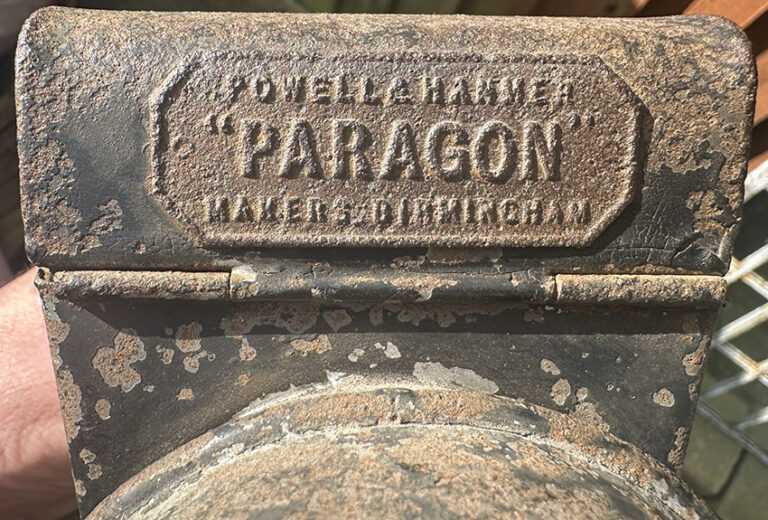 POWELL & HANMER
"PARAGON"
MAKERS BIRMINGHAM